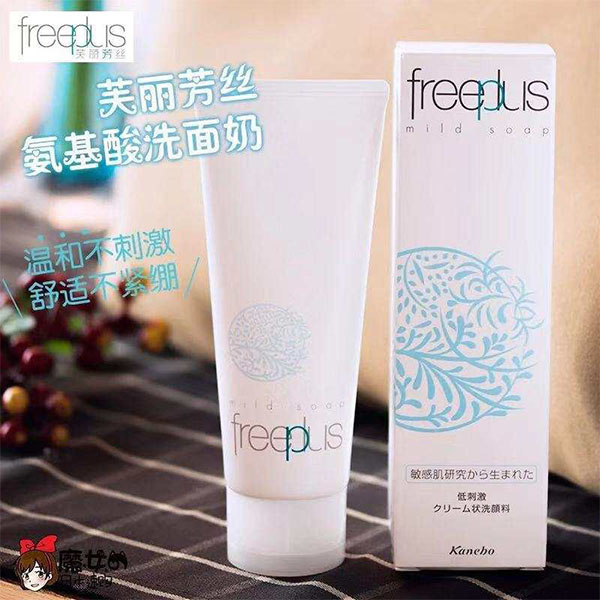 freeplus
芙丽芳丝
芙丽芳丝
氨基酸洗面奶
温和不刺激
舒适不紧绷
mild soap
freeplus
freeplus
mild soap
敏感肌研究から生まれた
低刺激
クリーム状洗顔料
Kanebo
魔女の